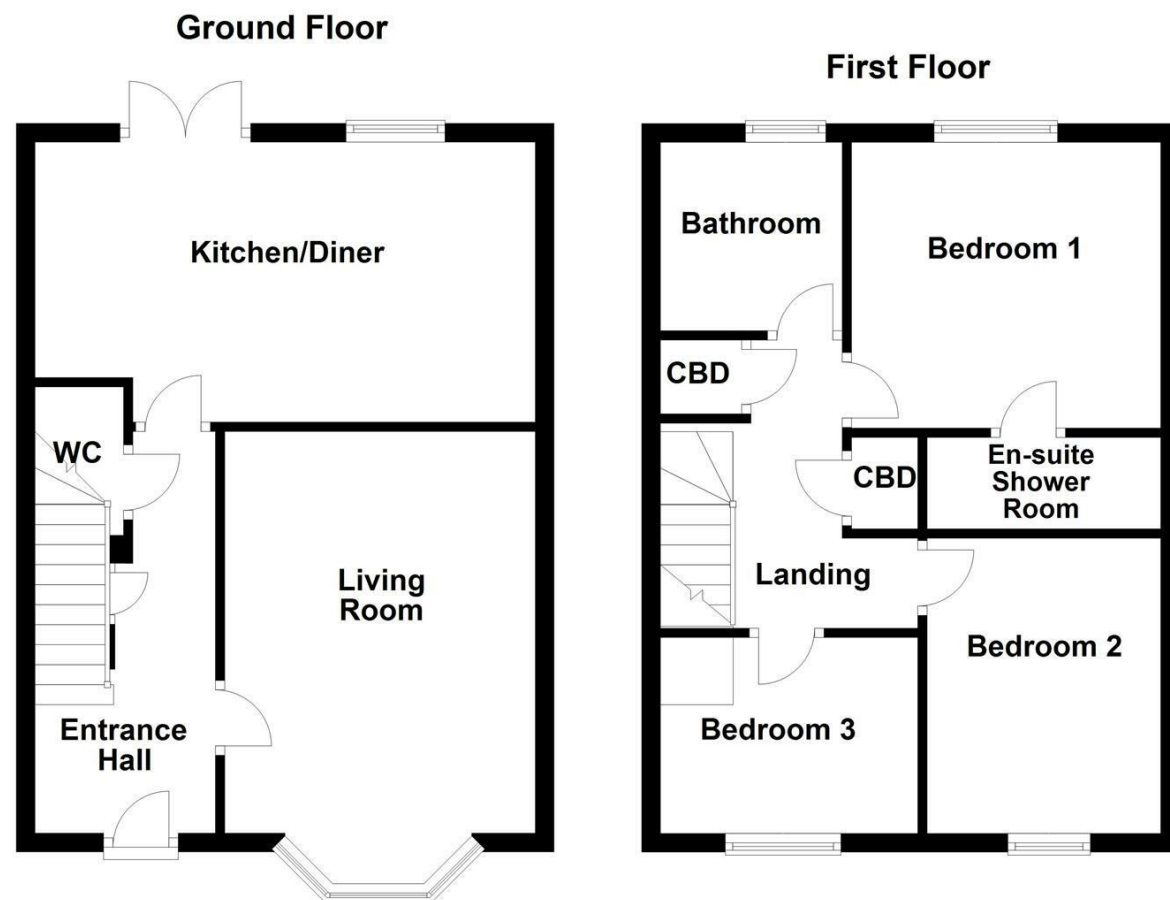 Ground Floor
Kitchen/Diner
WC
Living
Room
Entrance
Hall
First Floor
Bathroom
Bedroom 1
CBD
CBD
En-suite
Shower
Room
Landing
Bedroom 2
Bedroom 3